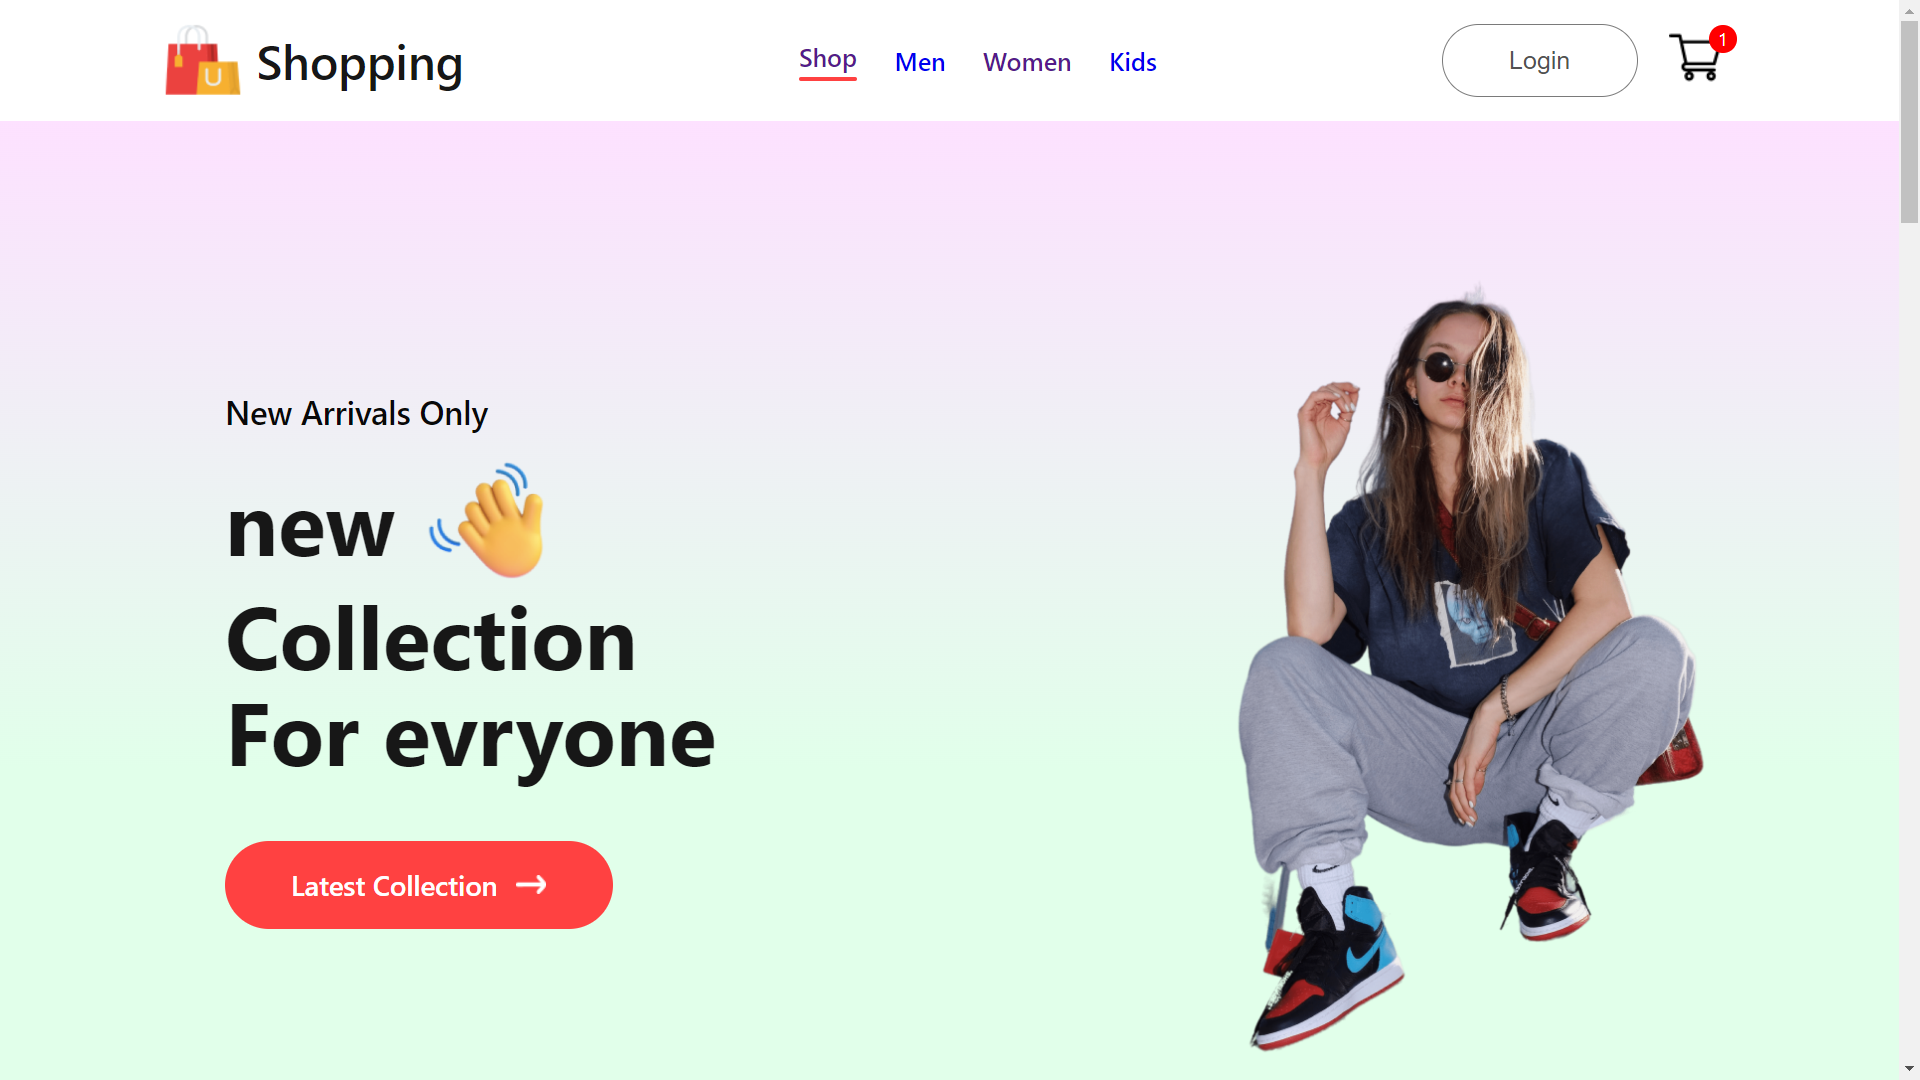 Shopping
Shop
Men
Women
Kids
Login
1
New Arrivals Only
new
Collection
For evryone
Latest Collection